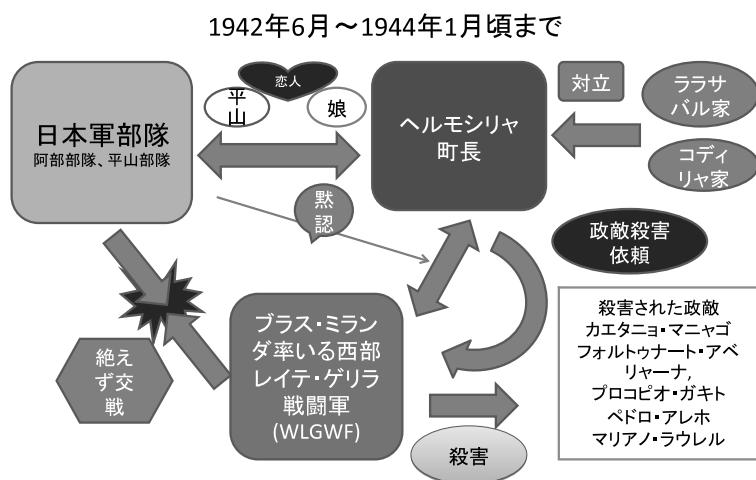 1942年6月～1944年1月頃まで
恋人
平山
娘
日本軍部隊
阿部部隊、平山部隊
ヘルモシリャ
町長
対立
ララサ
バル家
コディ
リャ家
黙認
政敵殺害
依頼
絶え
ず交
戦
ブラス・ミラン
ダ率いる西部
レイテ・ゲリラ
戦闘軍
(WLGWF)
殺害
殺害された政敵
カエタニョ・マニャゴ
フォルトゥナート・アベ
リャーナ,
プロコピオ・ガキト
ペドロ・アレホ
マリアノ・ラウレル